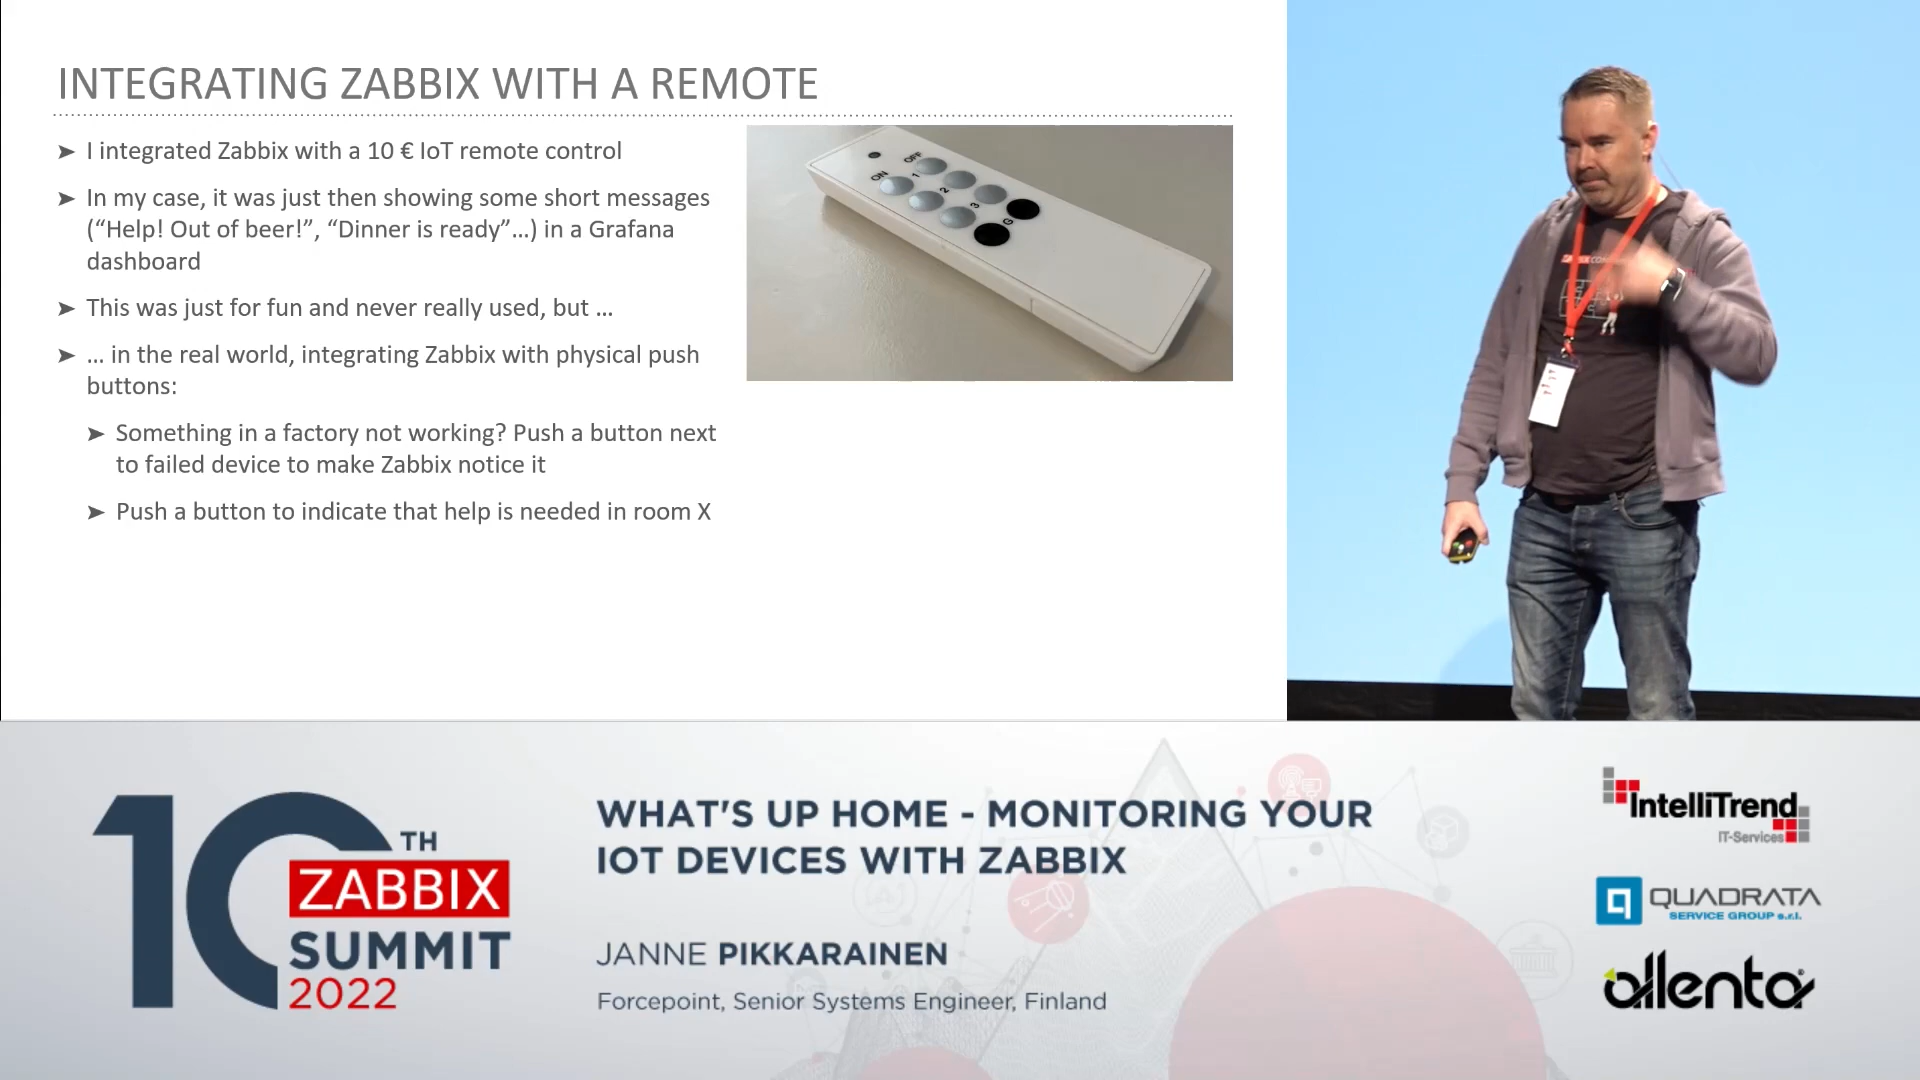 INTEGRATING ZABBIX WITH A REMOTE
➤ I integrated Zabbix with a 10 € IoT remote control
➤ In my case, it was just then showing some short messages
(“Help! Out of beer!”, “Dinner is ready”…) in a Grafana
dashboard
➤ This was just for fun and never really used, but …
➤ … in the real world, integrating Zabbix with physical push
buttons:
➤ Something in a factory not working? Push a button next
to failed device to make Zabbix notice it
➤ Push a button to indicate that help is needed in room X
ON OFF
1
2
3
G
10TH
ZABBIX
SUMMIT
2022
WHAT'S UP HOME - MONITORING YOUR
IOT DEVICES WITH ZABBIX
JANNE PIKKARAINEN
Forcepoint, Senior Systems Engineer, Finland
IntelliTrend
IT-Services
QUADRATA
SERVICE GROUP s.r.l.
allenta